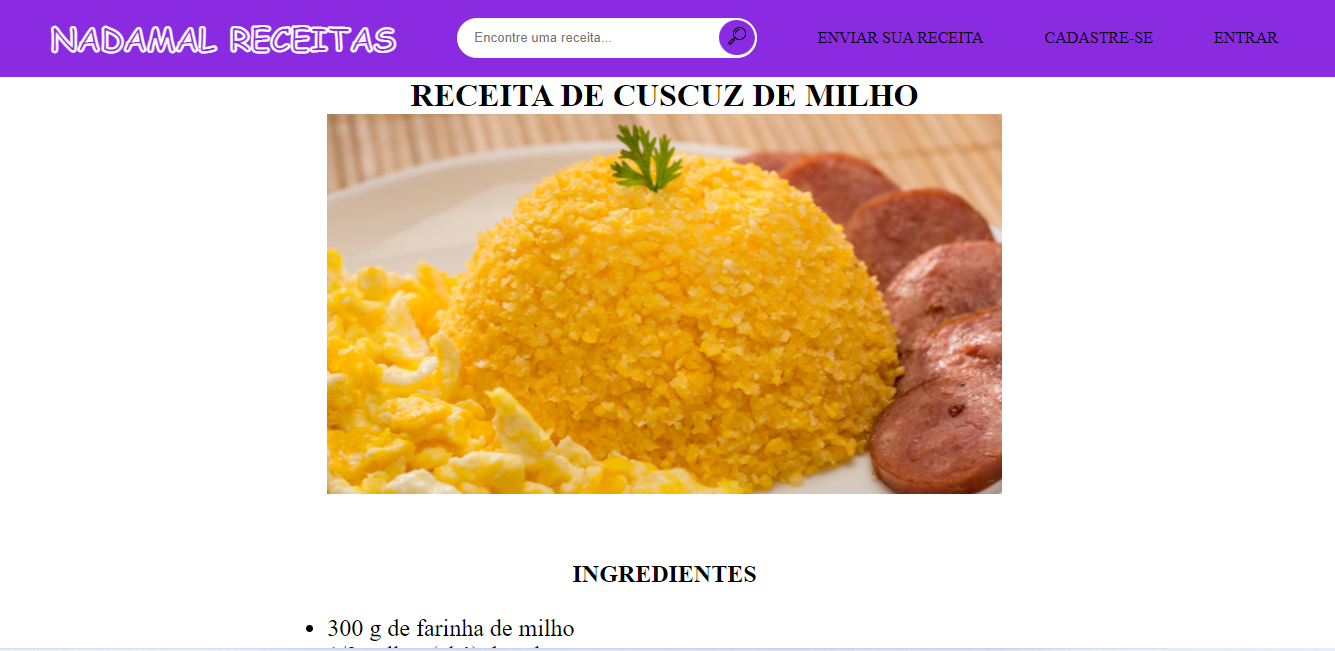 NADAMAL RECEITAS
Encontre uma receita...
ENVIAR SUA RECEITA
CADASTRE-SE
ENTRAR
RECEITA DE CUSCUZ DE MILHO
INGREDIENTES
300 g de farinha de milho